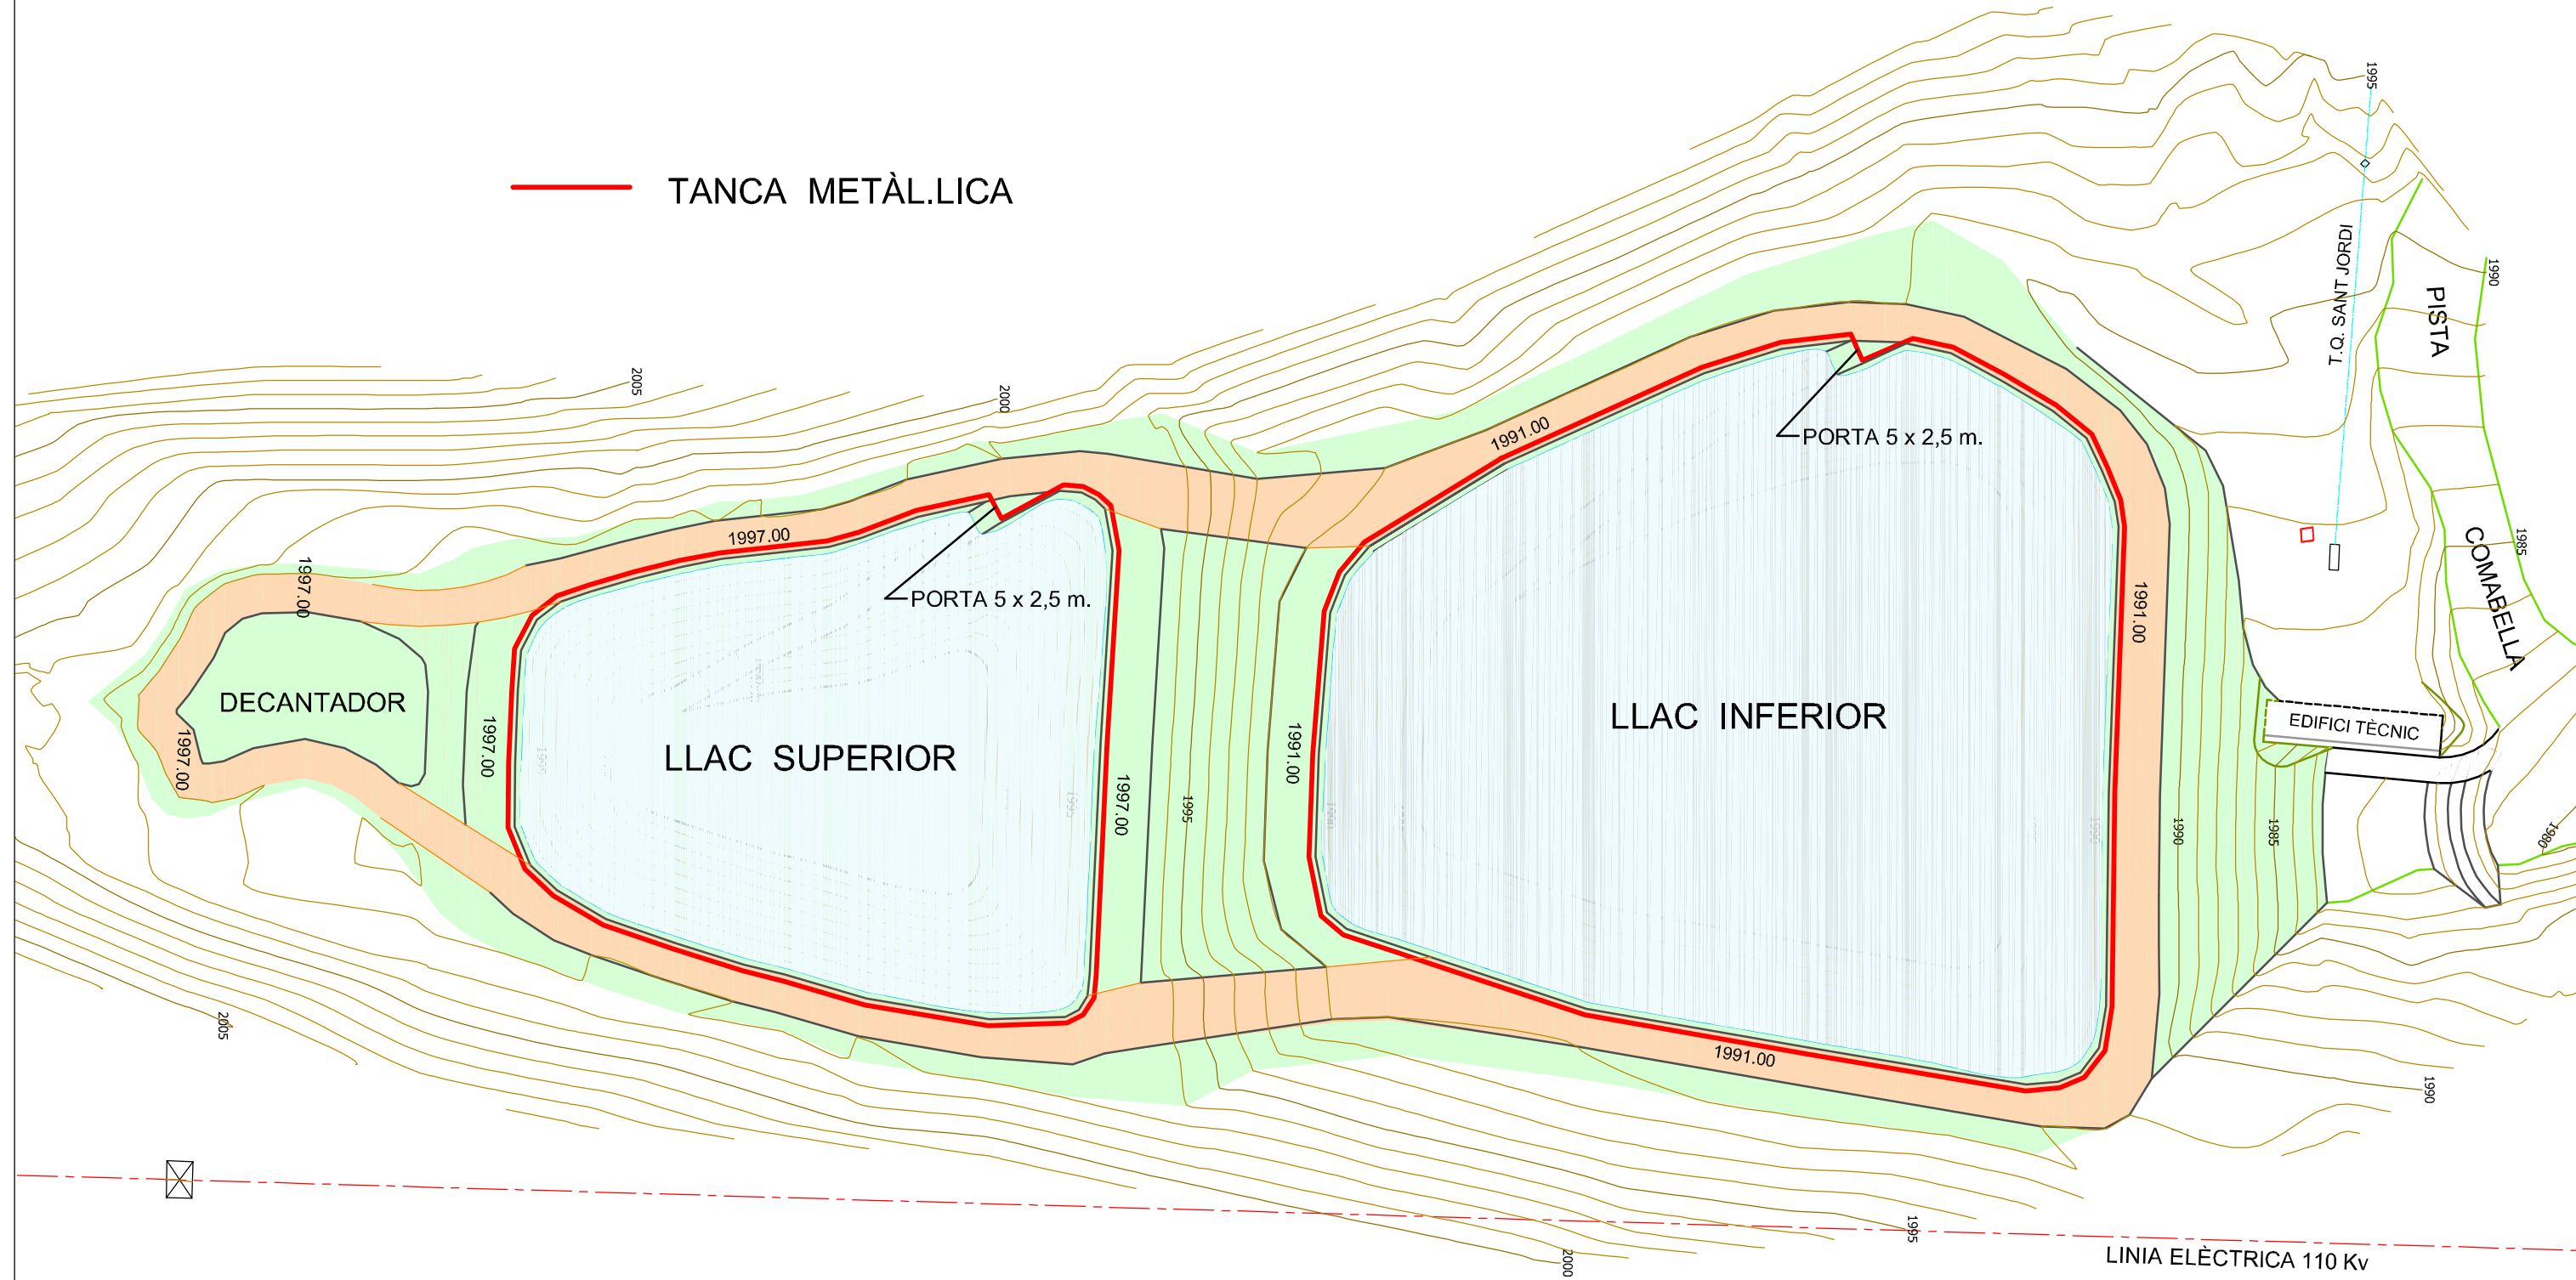 TANCA METÀL.LICA
1995
1990
T.Q. SANT JORDI
PISTA
2005
2000
1991.00
PORTA 5 x 2,5 m.
1997.00
1985
COMABELLA
1997.00
PORTA 5 x 2,5 m.
1991.00
DECANTADOR
LLAC INFERIOR
EDIFICI TÈCNIC
1997.00
1997.00
LLAC SUPERIOR
1991.00
1997.00
1995
1995
1995
1990
1990
1985
1980
2005
1991.00
1990
1995
2000
LINIA ELÈCTRICA 110 Kv